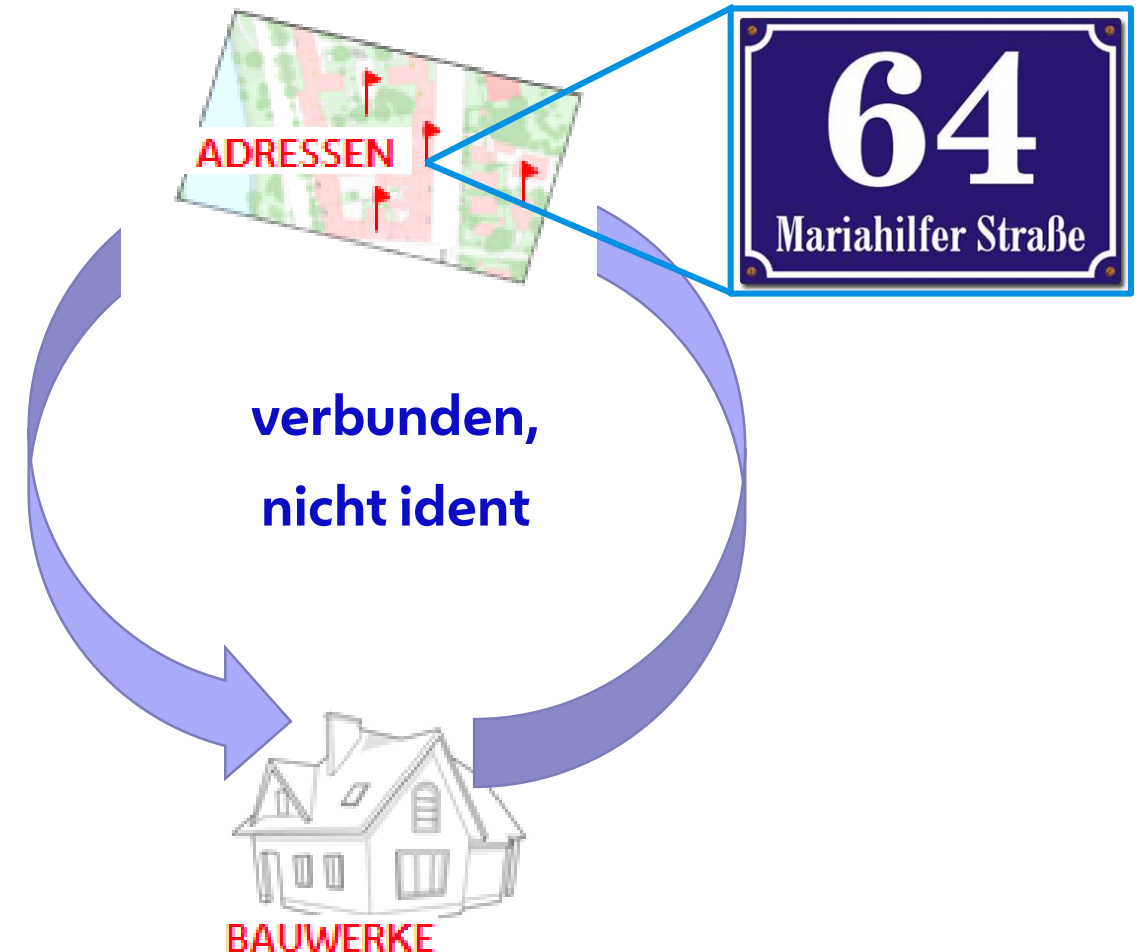 64
Mariahilfer Straße
ADRESSEN
verbunden,
nicht ident
BAUWERKE